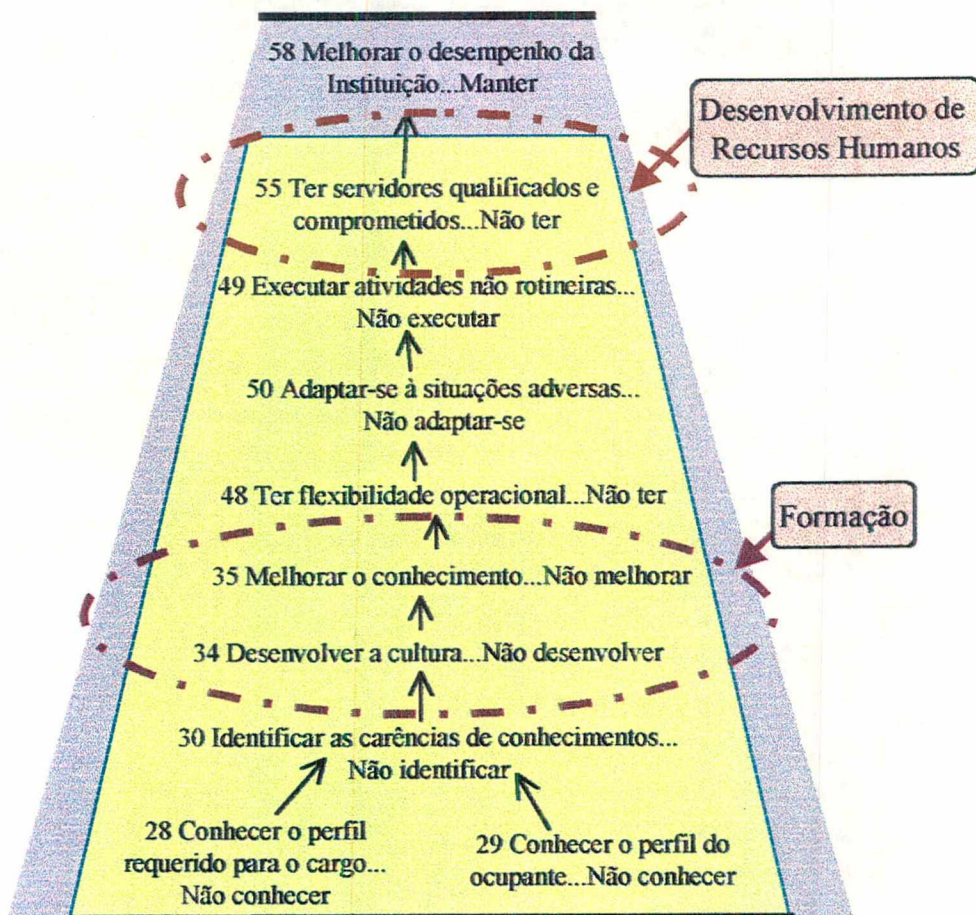 58 Melhorar o desempenho da
Instituição...Manter
Desenvolvimento de
Recursos Humanos
55 Ter servidores qualificados e
comprometidos...Não ter
49 Executar atividades não rotineiras...
Não executar
50 Adaptar-se à situações adversas...
Não adaptar-se
48 Ter flexibilidade operacional...Não ter
Formação
35 Melhorar o conhecimento...Não melhorar
34 Desenvolver a cultura...Não desenvolver
30 Identificar as carências de conhecimentos...
Não identificar
28 Conhecer o perfil
requerido para o cargo...
Não conhecer
29 Conhecer o perfil do
ocupante...Não conhecer